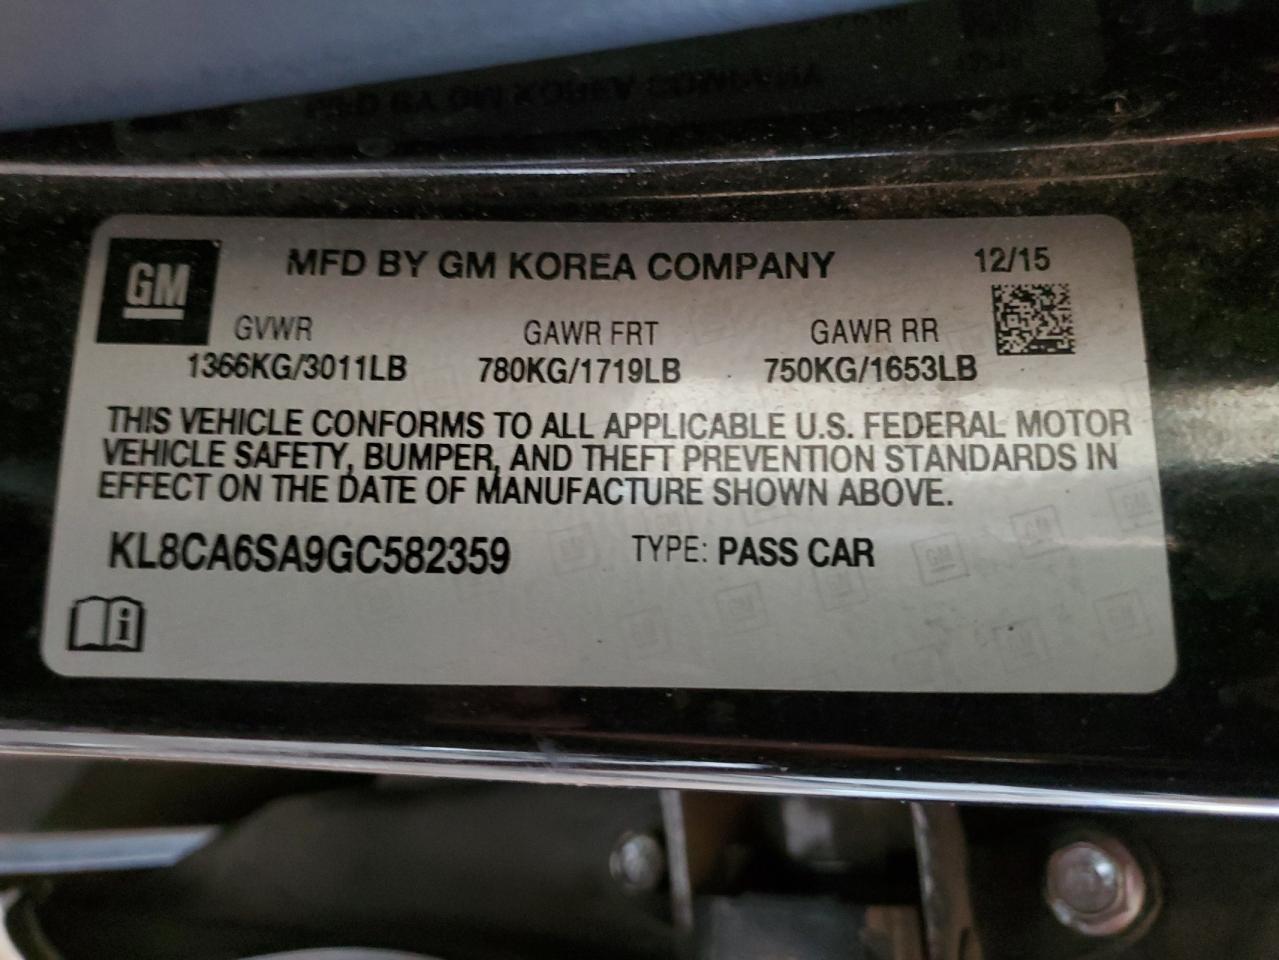 GM
MFD BY GM KOREA COMPANY
12/15
GVWR GAWR FRT GAWR RR
1366KG/3011LB 780KG/1719LB 750KG/1653LB
THIS VEHICLE CONFORMS TO ALL APPLICABLE U.S. FEDERAL MOTOR
VEHICLE SAFETY, BUMPER, AND THEFT PREVENTION STANDARDS IN
EFFECT ON THE DATE OF MANUFACTURE SHOWN ABOVE.
KL8CA6SA9GC582359 TYPE: PASS CAR
i